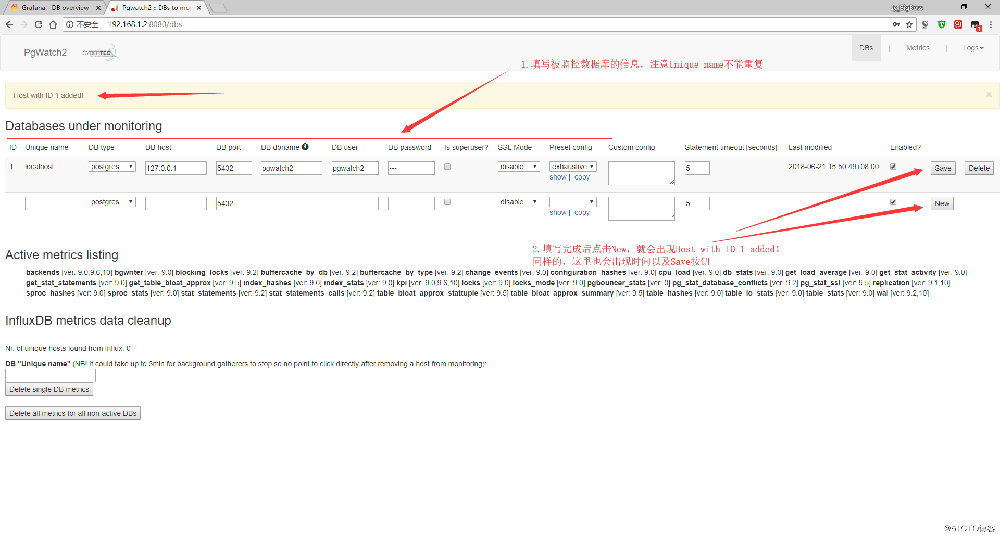 Grafana - DB overview
Pgwatch2 :: DBs to mor
Jy_BigBoss
不安全 192.168.1.2:8080/dbs
1
PgWatch2
CYBERTEC
DBs | Metrics | Logs
1.填写被监控数据库的信息，注意Unique name不能重复
Host with ID 1 added!
×
Databases under monitoring
ID Unique name DB type DB host DB port DB dbname DB user DB password Is superuser? SSL Mode Preset config Custom config Statement timeout [seconds] Last modified Enabled?
1 localhost postgres 127.0.0.1 5432 pgwatch2 pgwatch2 ••• disable exhaustive 5 2018-06-21 15:50:49+08:00 Save Delete
show | copy
postgres 5432 disable 5 New
show | copy
2.填写完成后点击New，就会出现Host with ID 1 added!
同样的，这里也会出现时间以及Save按钮
Active metrics listing
backends [ver: 9.0,9.6,10] bgwriter [ver: 9.0] blocking_locks [ver: 9.2] buffercache_by_db [ver: 9.2] buffercache_by_type [ver: 9.2] change_events [ver: 9.0] configuration_hashes [ver: 9.0] cpu_load [ver: 9.0] db_stats [ver: 9.0] get_load_average [ver: 9.0] get_stat_activity [ver: 9.0]
get_stat_statements [ver: 9.0] get_table_bloat_approx [ver: 9.5] index_hashes [ver: 9.0] index_stats [ver: 9.0] kpi [ver: 9.0,9.6,10] locks [ver: 9.0] locks_mode [ver: 9.0] pgbouncer_stats [ver: 0] pg_stat_database_conflicts [ver: 9.2] pg_stat_ssl [ver: 9.5] replication [ver: 9.1,10]
sproc_hashes [ver: 9.0] sproc_stats [ver: 9.0] stat_statements [ver: 9.2] stat_statements_calls [ver: 9.2] table_bloat_approx_stattuple [ver: 9.5] table_bloat_approx_summary [ver: 9.5] table_hashes [ver: 9.0] table_io_stats [ver: 9.0] table_stats [ver: 9.0] wal [ver: 9.2,10]
InfluxDB metrics data cleanup
Nr. of unique hosts found from Influx: 0
DB "Unique name" (NB! It could take up to 3min for background gatherers to stop so no point to click directly after removing a host from monitoring):
Delete single DB metrics
Delete all metrics for all non-active DBs
@51CTO博客